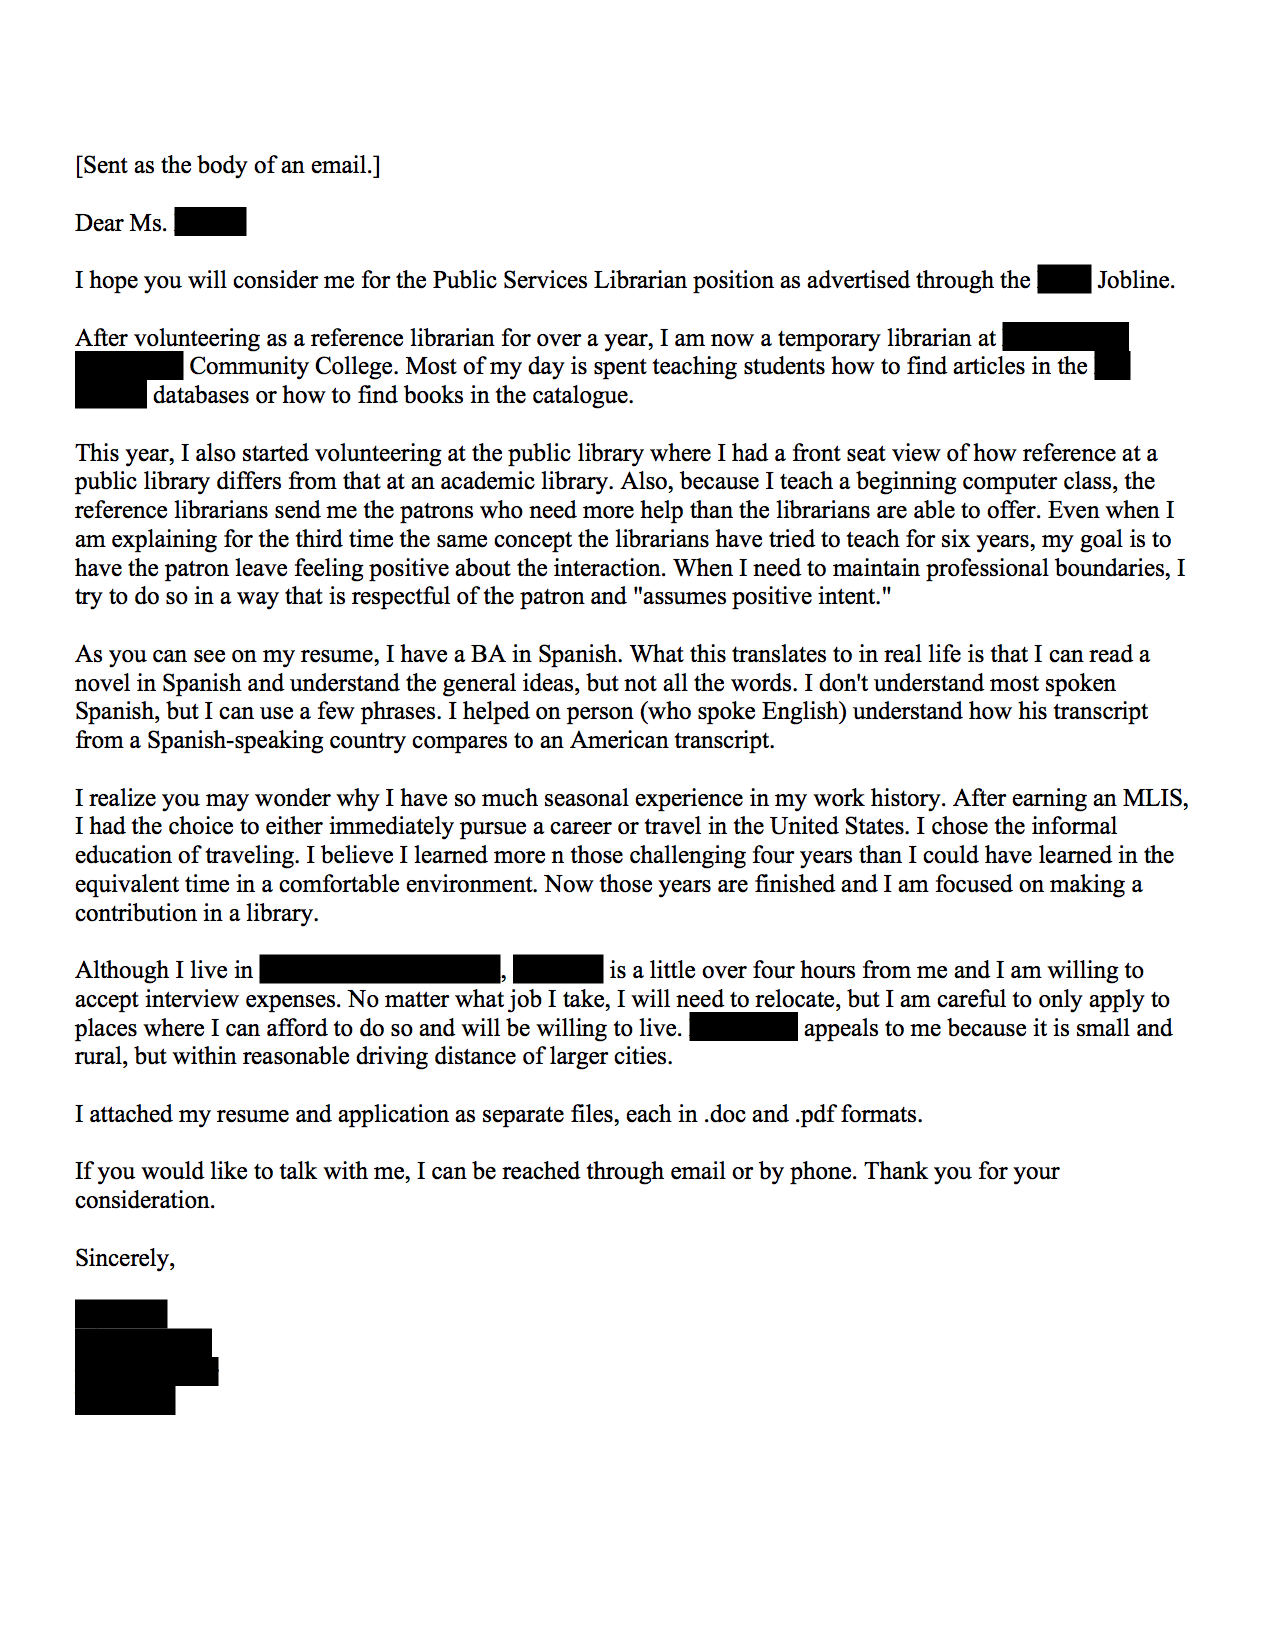 [Sent as the body of an email.]
Dear Ms.
I hope you will consider me for the Public Services Librarian position as advertised through the Jobline.
After volunteering as a reference librarian for over a year, I am now a temporary librarian at
Community College. Most of my day is spent teaching students how to find articles in the
databases or how to find books in the catalogue.
This year, I also started volunteering at the public library where I had a front seat view of how reference at a
public library differs from that at an academic library. Also, because I teach a beginning computer class, the
reference librarians send me the patrons who need more help than the librarians are able to offer. Even when I
am explaining for the third time the same concept the librarians have tried to teach for six years, my goal is to
have the patron leave feeling positive about the interaction. When I need to maintain professional boundaries, I
try to do so in a way that is respectful of the patron and "assumes positive intent."
As you can see on my resume, I have a BA in Spanish. What this translates to in real life is that I can read a
novel in Spanish and understand the general ideas, but not all the words. I don't understand most spoken
Spanish, but I can use a few phrases. I helped on person (who spoke English) understand how his transcript
from a Spanish-speaking country compares to an American transcript.
I realize you may wonder why I have so much seasonal experience in my work history. After earning an MLIS,
I had the choice to either immediately pursue a career or travel in the United States. I chose the informal
education of traveling. I believe I learned more n those challenging four years than I could have learned in the
equivalent time in a comfortable environment. Now those years are finished and I am focused on making a
contribution in a library.
Although I live in , is a little over four hours from me and I am willing to
accept interview expenses. No matter what job I take, I will need to relocate, but I am careful to only apply to
places where I can afford to do so and will be willing to live. appeals to me because it is small and
rural, but within reasonable driving distance of larger cities.
I attached my resume and application as separate files, each in .doc and .pdf formats.
If you would like to talk with me, I can be reached through email or by phone. Thank you for your
consideration.
Sincerely,